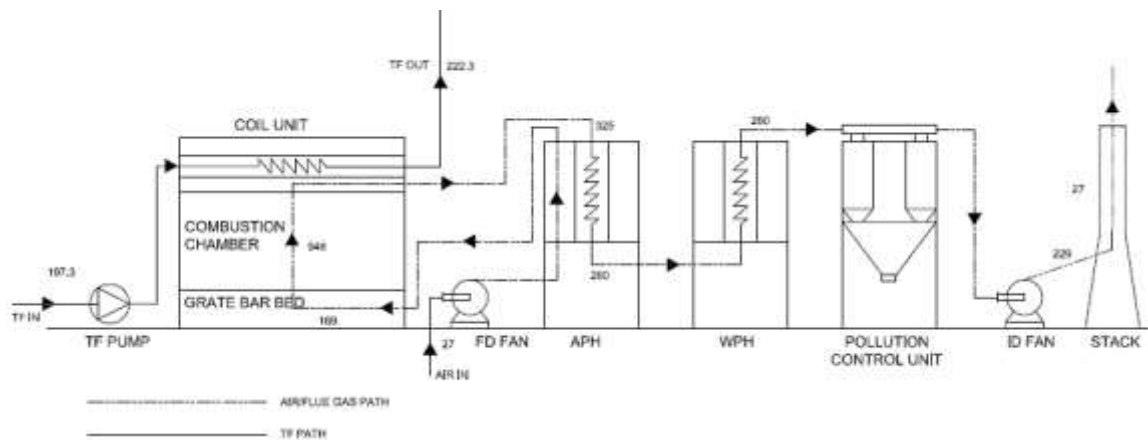 TF OUT
222.3
COIL UNIT
325
260
COMBUSTION
CHAMBER
946
27
197.3
260
229
GRATE BAR BED
TF IN
169
TF PUMP
27
FD FAN
APH
WPH
POLLUTION
CONTROL UNIT
ID FAN
STACK
AIR IN
AIR/FLUE GAS PATH
TF PATH